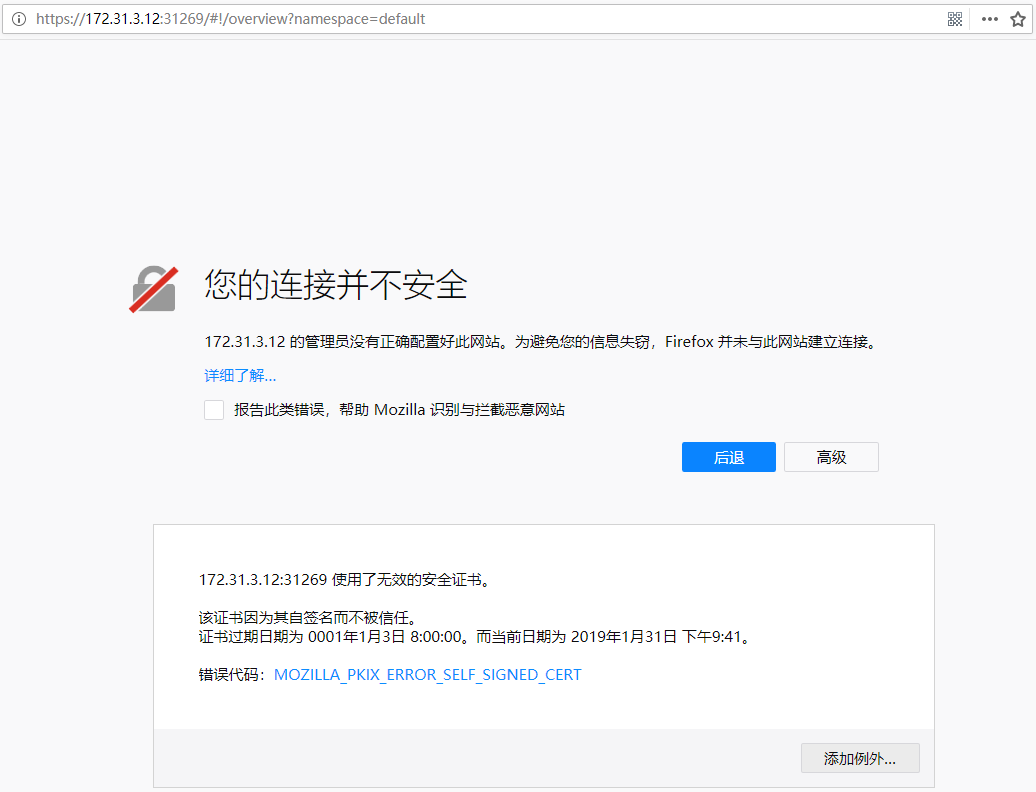 https://172.31.3.12:31269/#!/overview?namespace=default
您的连接并不安全
172.31.3.12 的管理员没有正确配置好此网站。为避免您的信息失窃，Firefox 并未与此网站建立连接。
详细了解...
报告此类错误，帮助 Mozilla 识别与拦截恶意网站
后退 高级
172.31.3.12:31269 使用了无效的安全证书。
该证书因为其自签名而不被信任。
证书过期日期为 0001年1月3日 8:00:00。而当前日期为 2019年1月31日 下午9:41。
错误代码：MOZILLA_PKIX_ERROR_SELF_SIGNED_CERT
添加例外...